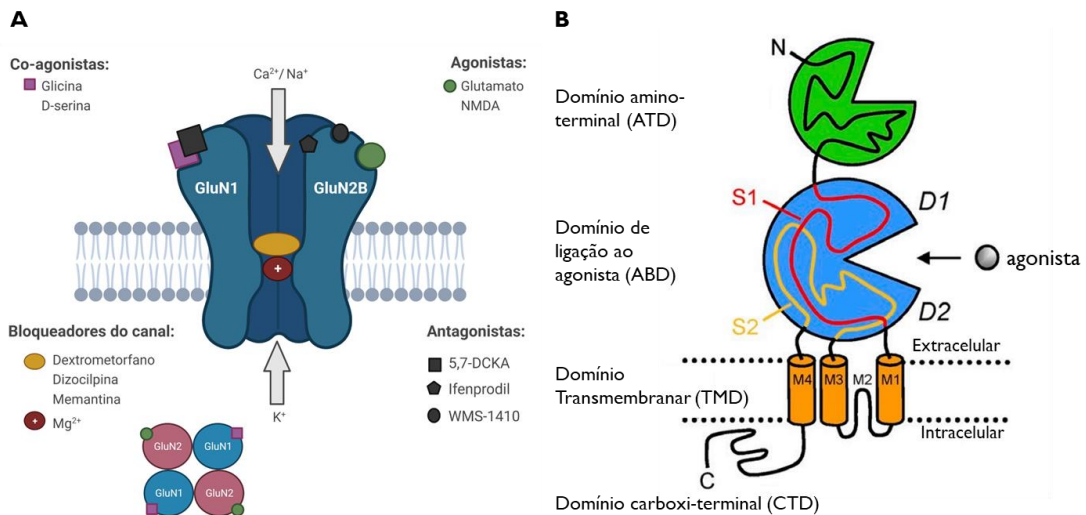 A
Co-agonistas:
Glicina
D-serina
Ca²⁺/ Na⁺
Agonistas:
Glutamato
NMDA
GluN1
GluN2B
+
Bloqueadores do canal:
Dextrometorfano
Dizocilpina
Memantina
+
Mg²⁺
Antagonistas:
5,7-DCKA
Ifenprodil
WMS-1410
K⁺
GluN2
GluN1
GluN1
GluN2
B
N
Domínio amino-
terminal (ATD)
S1
D1
Domínio de
ligação ao
agonista (ABD)
agonista
S2
D2
Extracelular
Domínio
Transmembranar (TMD)
M4
M3
M2
M1
Intracelular
C
Domínio carboxi-terminal (CTD)